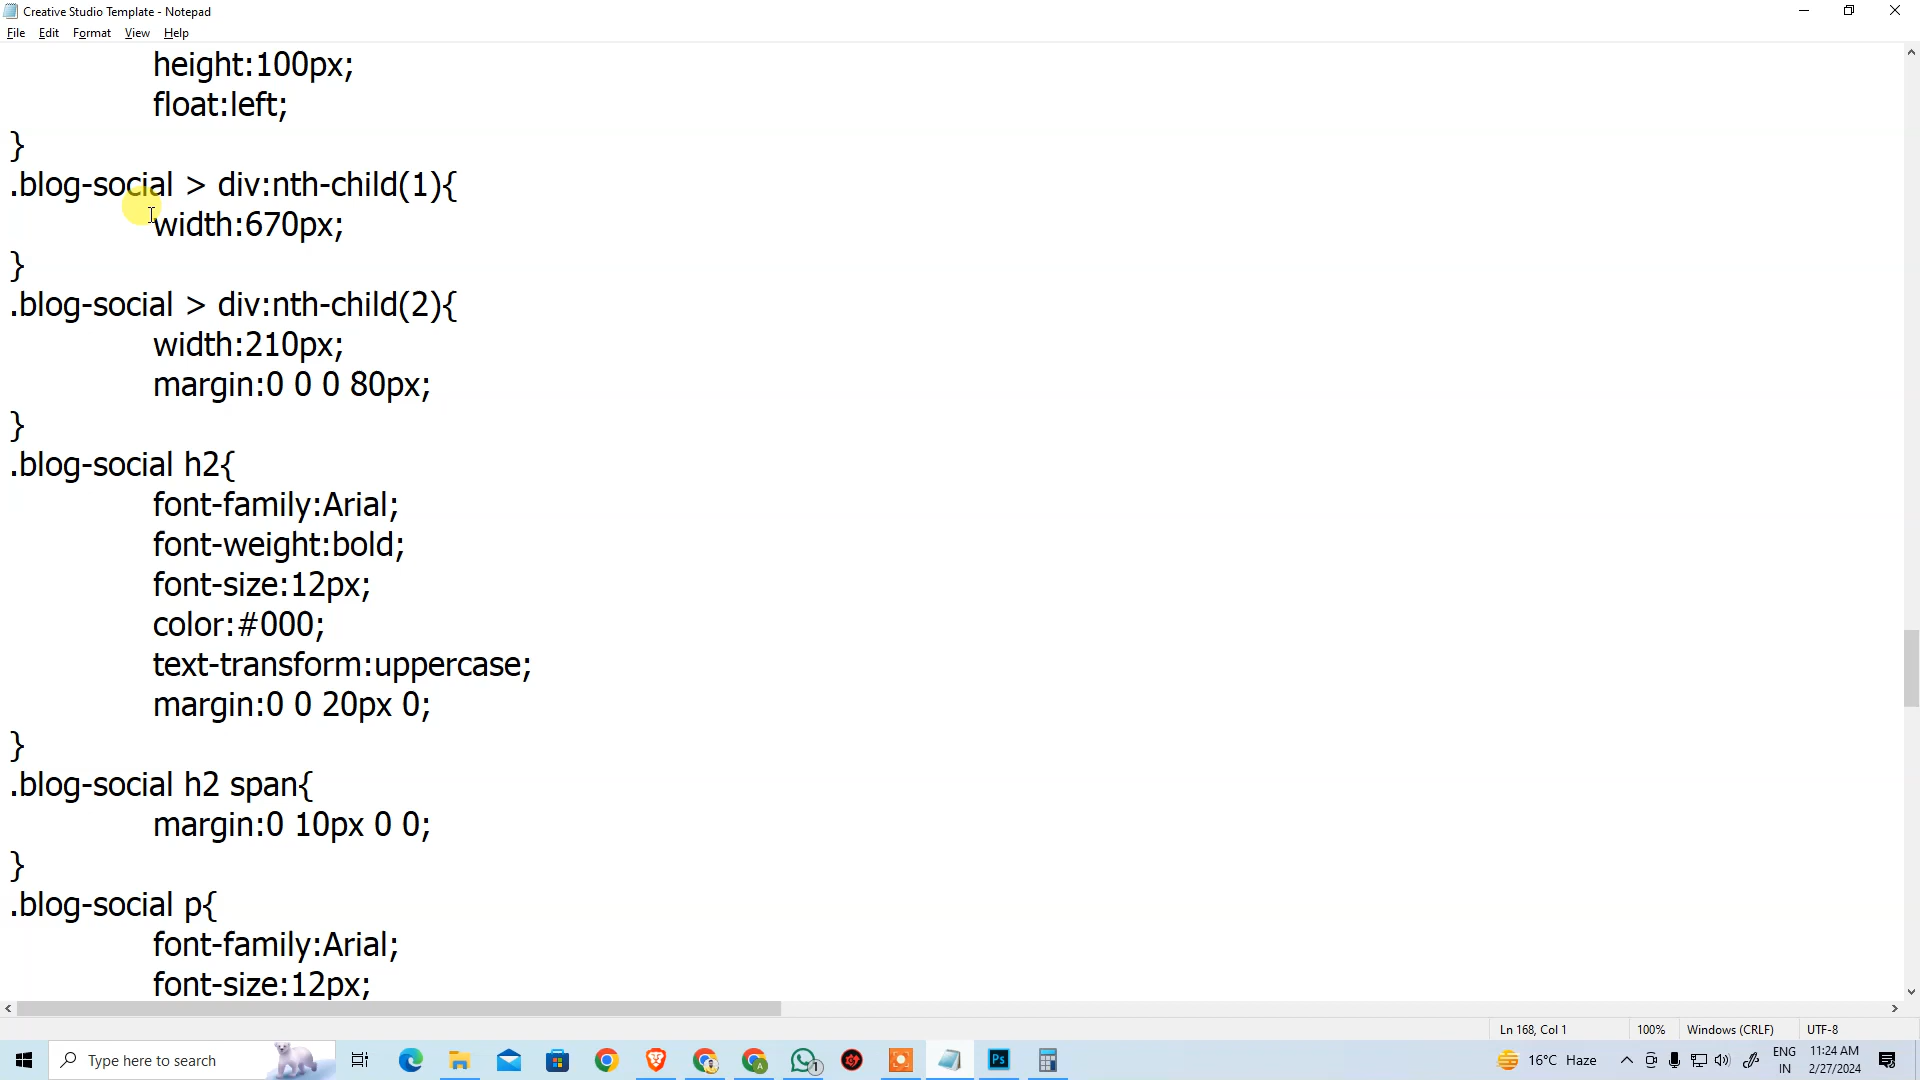 Creative Studio Template - Notepad
File Edit Format View Help
height:100px;
float:left;
}
.blog-social > div:nth-child(1){
width:670px;
}
.blog-social > div:nth-child(2){
width:210px;
margin:0 0 0 80px;
}
.blog-social h2{
font-family:Arial;
font-weight:bold;
font-size:12px;
color:#000;
text-transform:uppercase;
margin:0 0 20px 0;
}
.blog-social h2 span{
margin:0 10px 0 0;
}
.blog-social p{
font-family:Arial;
font-size:12px;
Ln 168, Col 1 100% Windows (CRLF) UTF-8
Type here to search 1 Ps 16°C Haze ENG IN 11:24 AM 2/27/2024